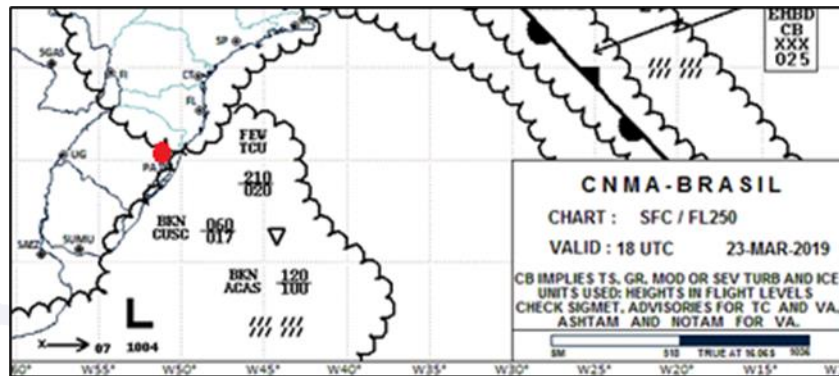 EHBD
CB
XXX
025
SP
SGAS
FI
CT
FL
FEW
TCU
210
020
UG
PA
BKN
CUSC
060
017
SAEZ
SUMU
BKN
ACAS
120
100
L
X
07 1004
CNMA-BRASIL
CHART : SFC / FL250
VALID : 18 UTC 23-MAR-2019
CB IMPLIES TS, GR, MOD OR SEV TURB AND ICE
UNITS USED: HEIGHTS IN FLIGHT LEVELS
CHECK SIGMET, ADVISORIES FOR TC AND VA,
ASHTAM AND NOTAM FOR VA.
W55°
W50°
W45°
W40°
W35°
W30°
W25°
W20°
W15°